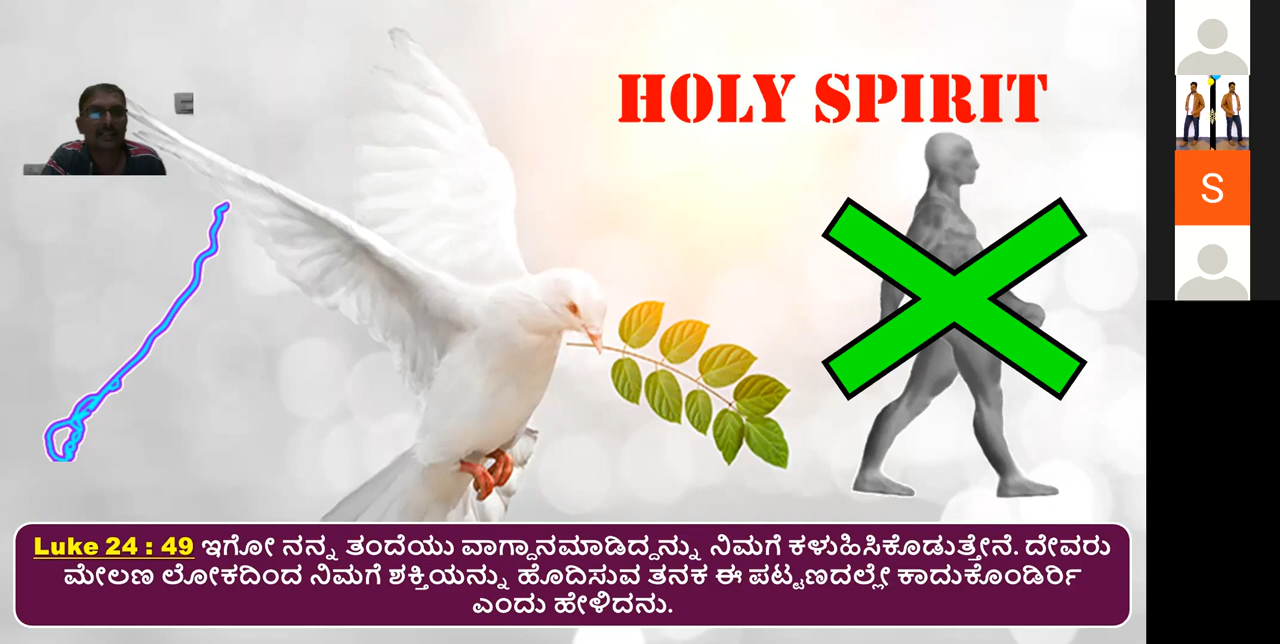 HOLY SPIRIT
S
Luke 24 : 49 ಇಗೋ ನನ್ನ ತಂದೆಯು ವಾಗ್ದಾನಮಾಡಿದ್ದನ್ನು ನಿಮಗೆ ಕಳುಹಿಸಿಕೊಡುತ್ತೇನೆ. ದೇವರು
ಮೇಲಣ ಲೋಕದಿಂದ ನಿಮಗೆ ಶಕ್ತಿಯನ್ನು ಹೊದಿಸುವ ತನಕ ಈ ಪಟ್ಟಣದಲ್ಲೇ ಕಾದುಕೊಂಡಿರ್ರಿ
ಎಂದು ಹೇಳಿದನು.